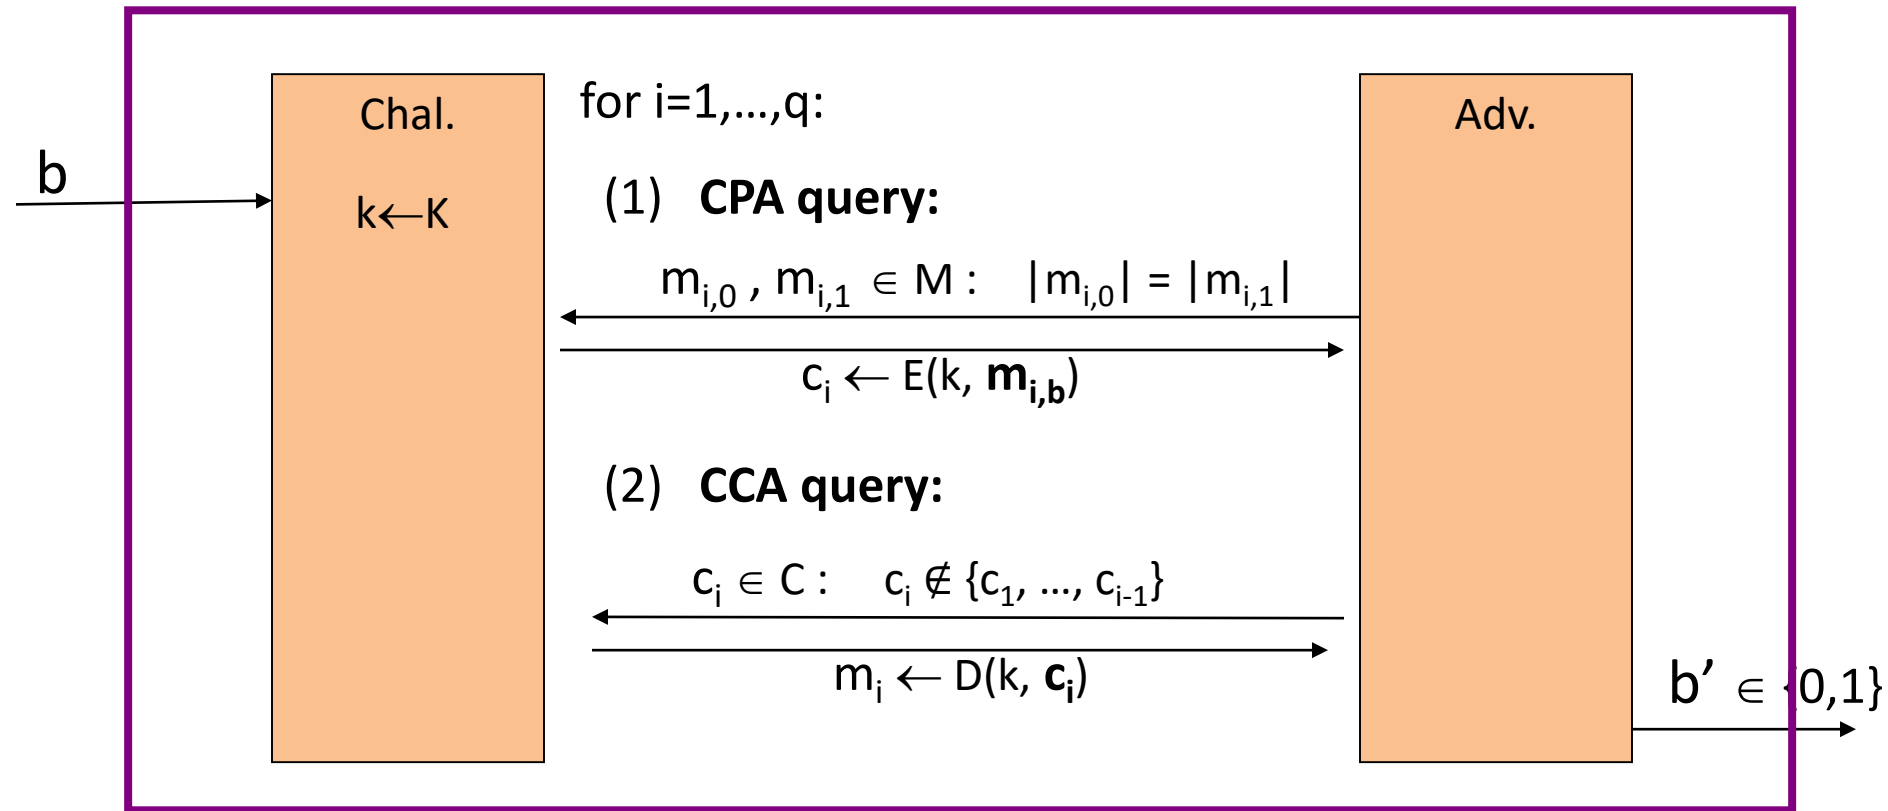 for i=1,…,q:
Chal.
Adv.
b
k←K
(1) CPA query:
m_{i,0} , m_{i,1} ∈ M : |m_{i,0}| = |m_{i,1}|
c_i ← E(k, m_{i,b})
(2) CCA query:
c_i ∈ C : c_i ∉ {c_1, …, c_{i-1}}
m_i ← D(k, c_i)
b’ ∈ {0,1}